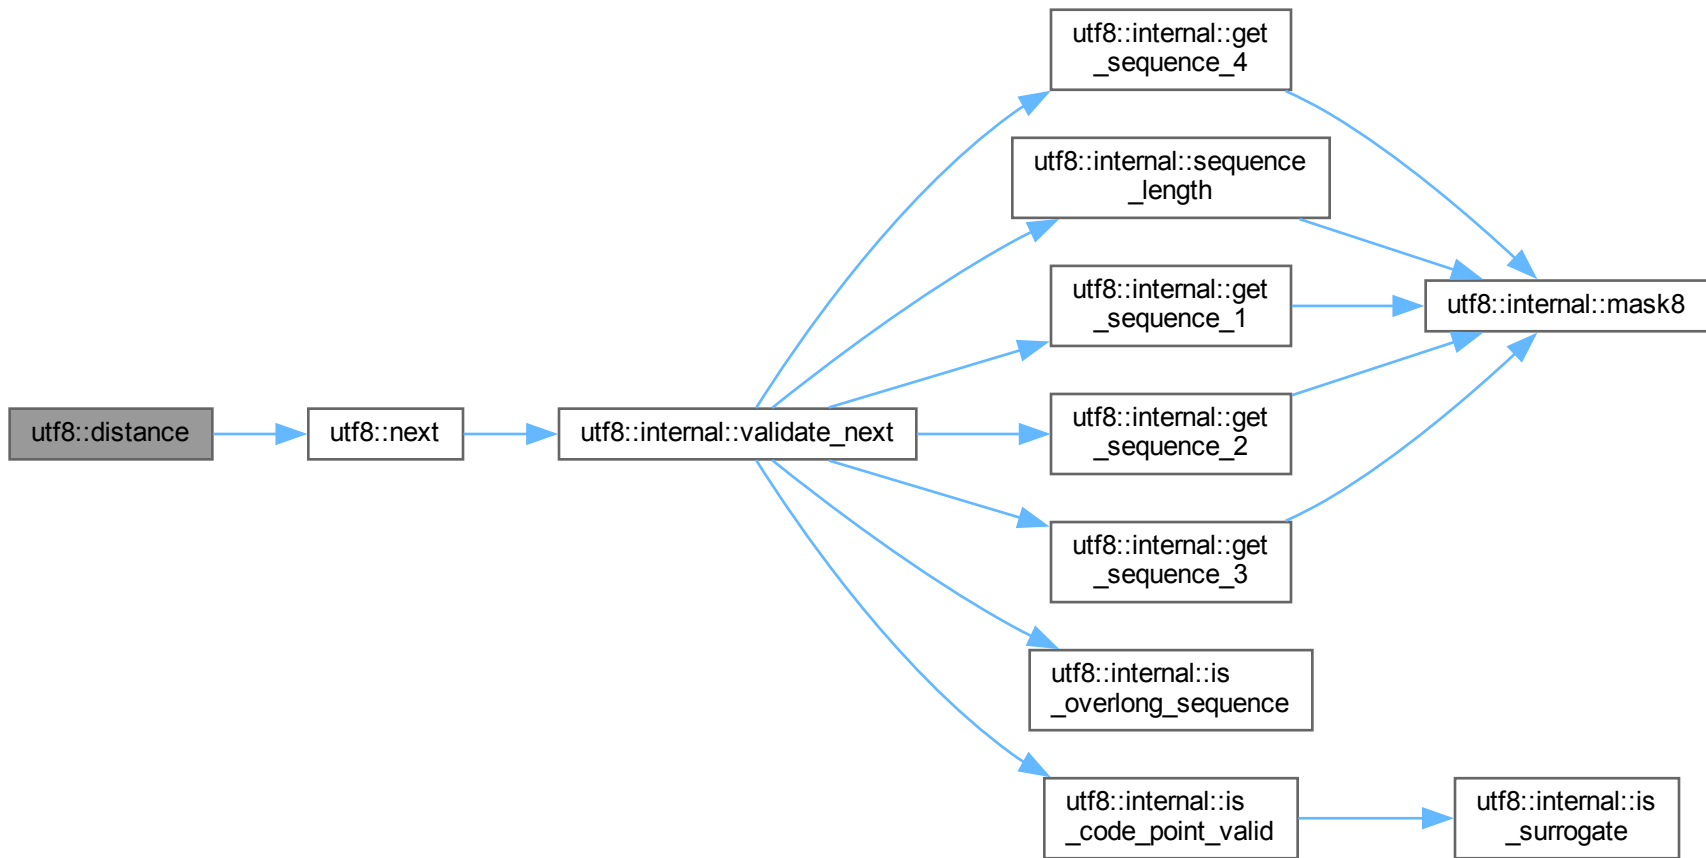 utf8::distance
utf8::next
utf8::internal::validate_next
utf8::internal::get
_sequence_4
utf8::internal::sequence
_length
utf8::internal::get
_sequence_1
utf8::internal::get
_sequence_2
utf8::internal::get
_sequence_3
utf8::internal::is
_overlong_sequence
utf8::internal::is
_code_point_valid
utf8::internal::mask8
utf8::internal::is
_surrogate